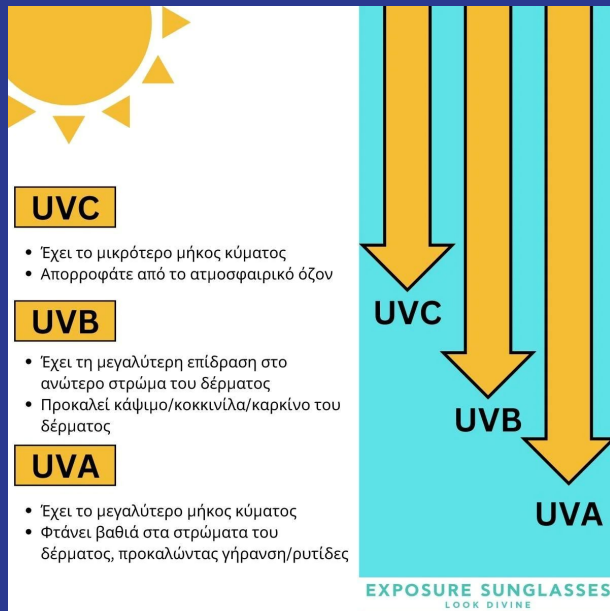 UVC
• Έχει το μικρότερο μήκος κύματος
• Απορροφάτε από το ατμοσφαιρικό όζον
UVB
• Έχει τη μεγαλύτερη επίδραση στο
ανώτερο στρώμα του δέρματος
• Προκαλεί κάψιμο/κοκκινίλα/καρκίνο του
δέρματος
UVA
• Έχει το μεγαλύτερο μήκος κύματος
• Φτάνει βαθιά στα στρώματα του
δέρματος, προκαλώντας γήρανση/ρυτίδες
UVC
UVB
UVA
EXPOSURE SUNGLASSES
LOOK DIVINE